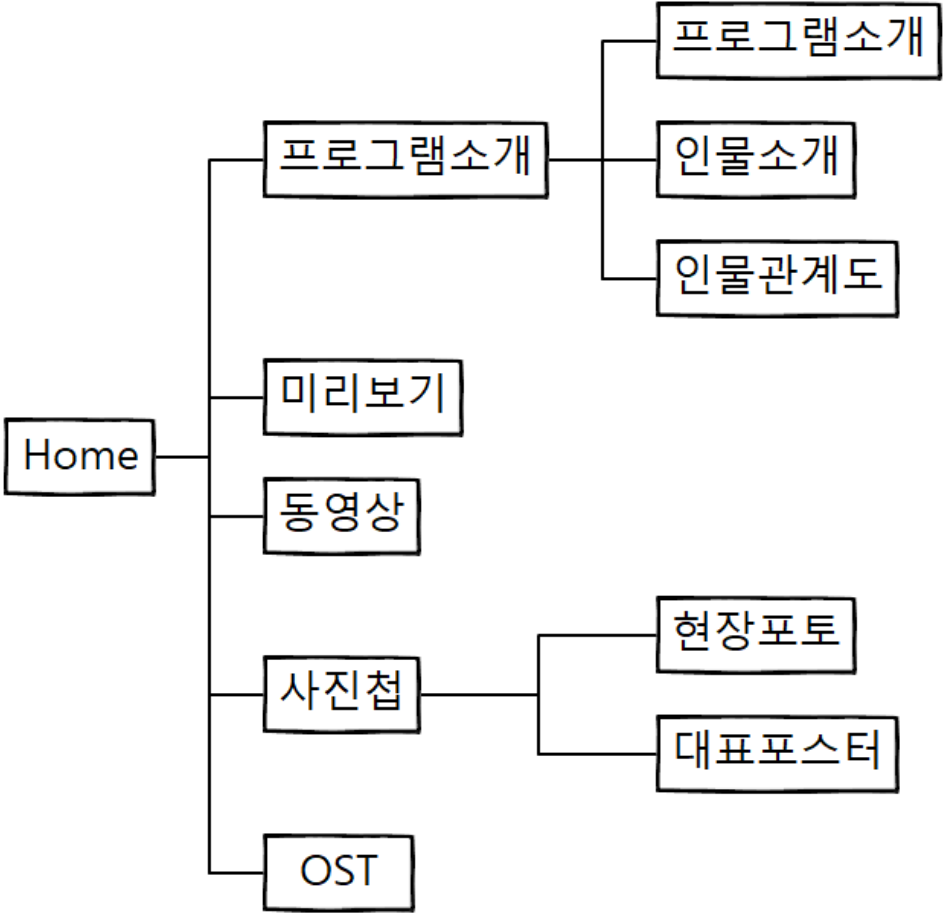 프로그램소개
프로그램소개
인물소개
인물관계도
미리보기
Home
동영상
현장포토
사진첩
대표포스터
OST